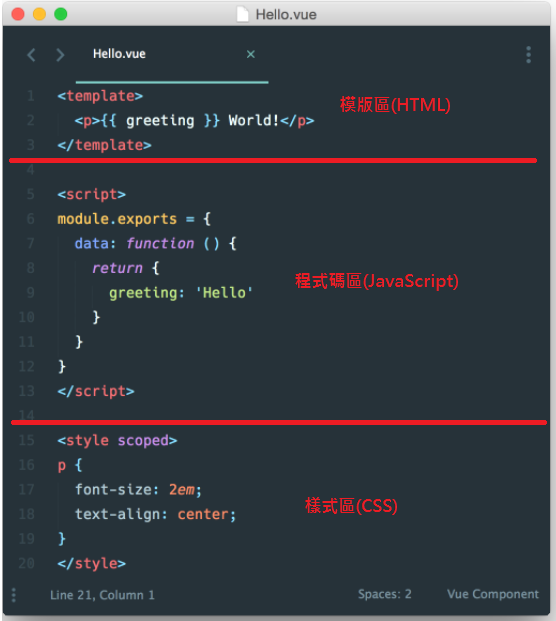 Hello.vue
Hello.vue ×
1 <template> 模版區(HTML)
2 <p>{{ greeting }} World!</p>
3 </template>
4
5 <script>
6 module.exports = {
7 data: function () {
8 return { 程式碼區(JavaScript)
9 greeting: 'Hello'
10 }
11 }
12 }
13 </script>
14
15 <style scoped>
16 p {
17 font-size: 2em;
18 text-align: center; 樣式區(CSS)
19 }
20 </style>
Line 21, Column 1 Spaces: 2 Vue Component